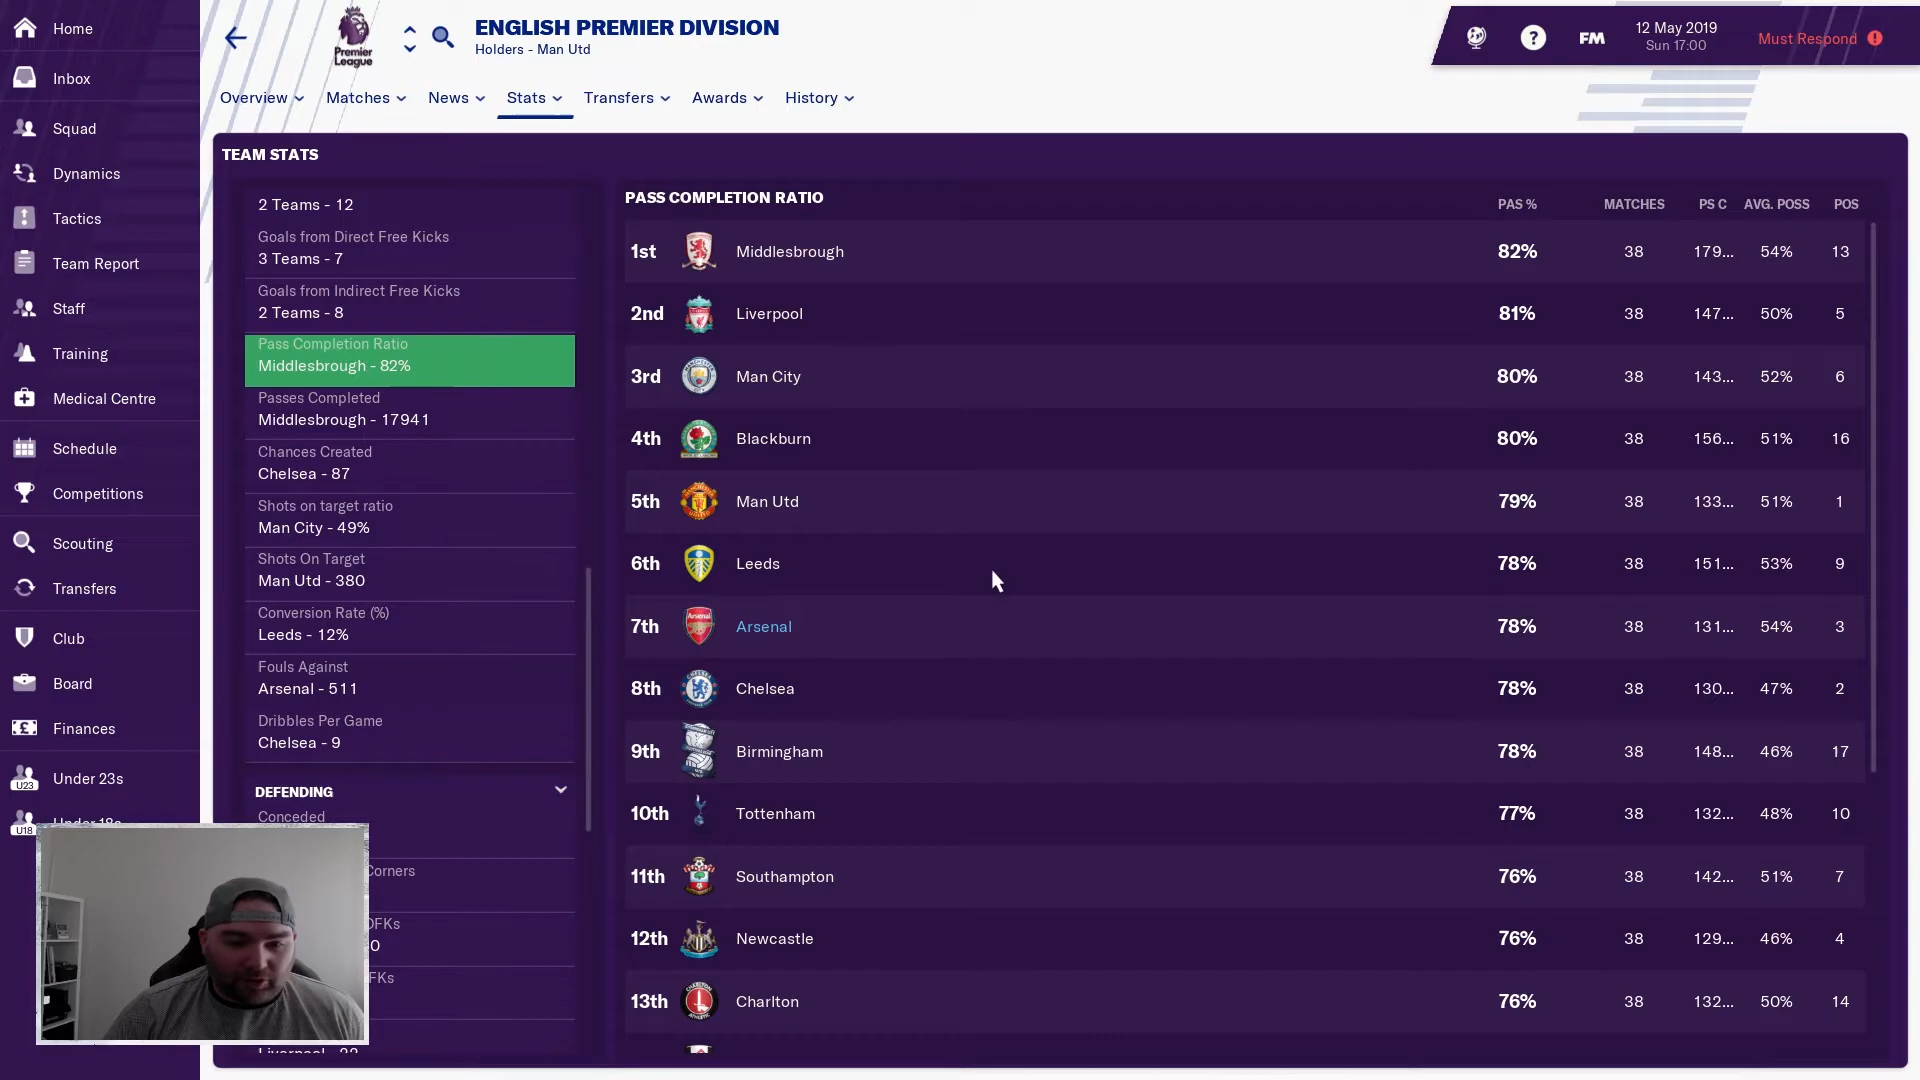 Home
Inbox
Squad
Dynamics
Tactics
Team Report
Staff
Training
Medical Centre
Schedule
Competitions
Scouting
Transfers
Club
Board
Finances
U23 Under 23s
U18 Under 18s
Premier League
ENGLISH PREMIER DIVISION
Holders - Man Utd
? FM
12 May 2019
Sun 17:00
Must Respond !
Overview Matches News Stats Transfers Awards History
TEAM STATS
2 Teams - 12
Goals from Direct Free Kicks
3 Teams - 7
Goals from Indirect Free Kicks
2 Teams - 8
Pass Completion Ratio
Middlesbrough - 82%
Passes Completed
Middlesbrough - 17941
Chances Created
Chelsea - 87
Shots on target ratio
Man City - 49%
Shots On Target
Man Utd - 380
Conversion Rate (%)
Leeds - 12%
Fouls Against
Arsenal - 511
Dribbles Per Game
Chelsea - 9
DEFENDING
Conceded
Corners
DFKs
0
FKs
PASS COMPLETION RATIO PAS % MATCHES PS C AVG. POSS POS
1st Middlesbrough 82% 38 179... 54% 13
2nd Liverpool 81% 38 147... 50% 5
3rd Man City 80% 38 143... 52% 6
4th Blackburn 80% 38 156... 51% 16
5th Man Utd 79% 38 133... 51% 1
6th Leeds 78% 38 151... 53% 9
7th Arsenal 78% 38 131... 54% 3
8th Chelsea 78% 38 130... 47% 2
9th Birmingham 78% 38 148... 46% 17
10th Tottenham 77% 38 132... 48% 10
11th Southampton 76% 38 142... 51% 7
12th Newcastle 76% 38 129... 46% 4
13th Charlton 76% 38 132... 50% 14